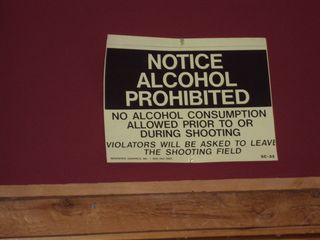 NOTICE
ALCOHOL
PROHIBITED
NO ALCOHOL CONSUMPTION
ALLOWED PRIOR TO OR
DURING SHOOTING
VIOLATORS WILL BE ASKED TO LEAVE
THE SHOOTING FIELD